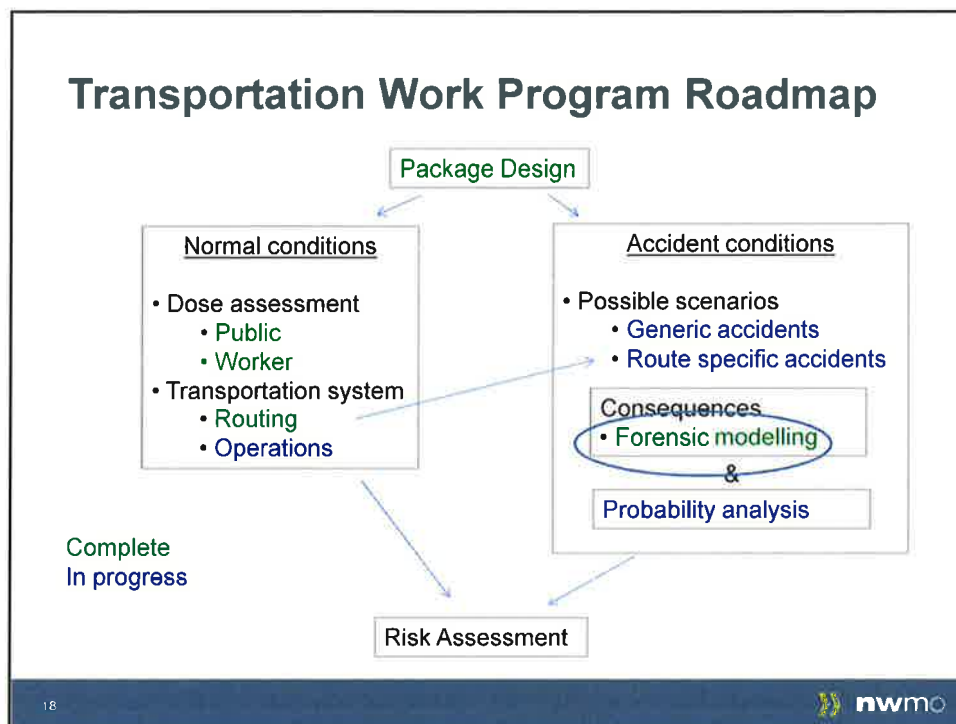 Transportation Work Program Roadmap
Package Design
Normal conditions
• Dose assessment
• Public
• Worker
• Transportation system
• Routing
• Operations
Accident conditions
• Possible scenarios
• Generic accidents
• Route specific accidents
Consequences
• Forensic modelling
&
Probability analysis
Complete
In progress
Risk Assessment
18
nwmo